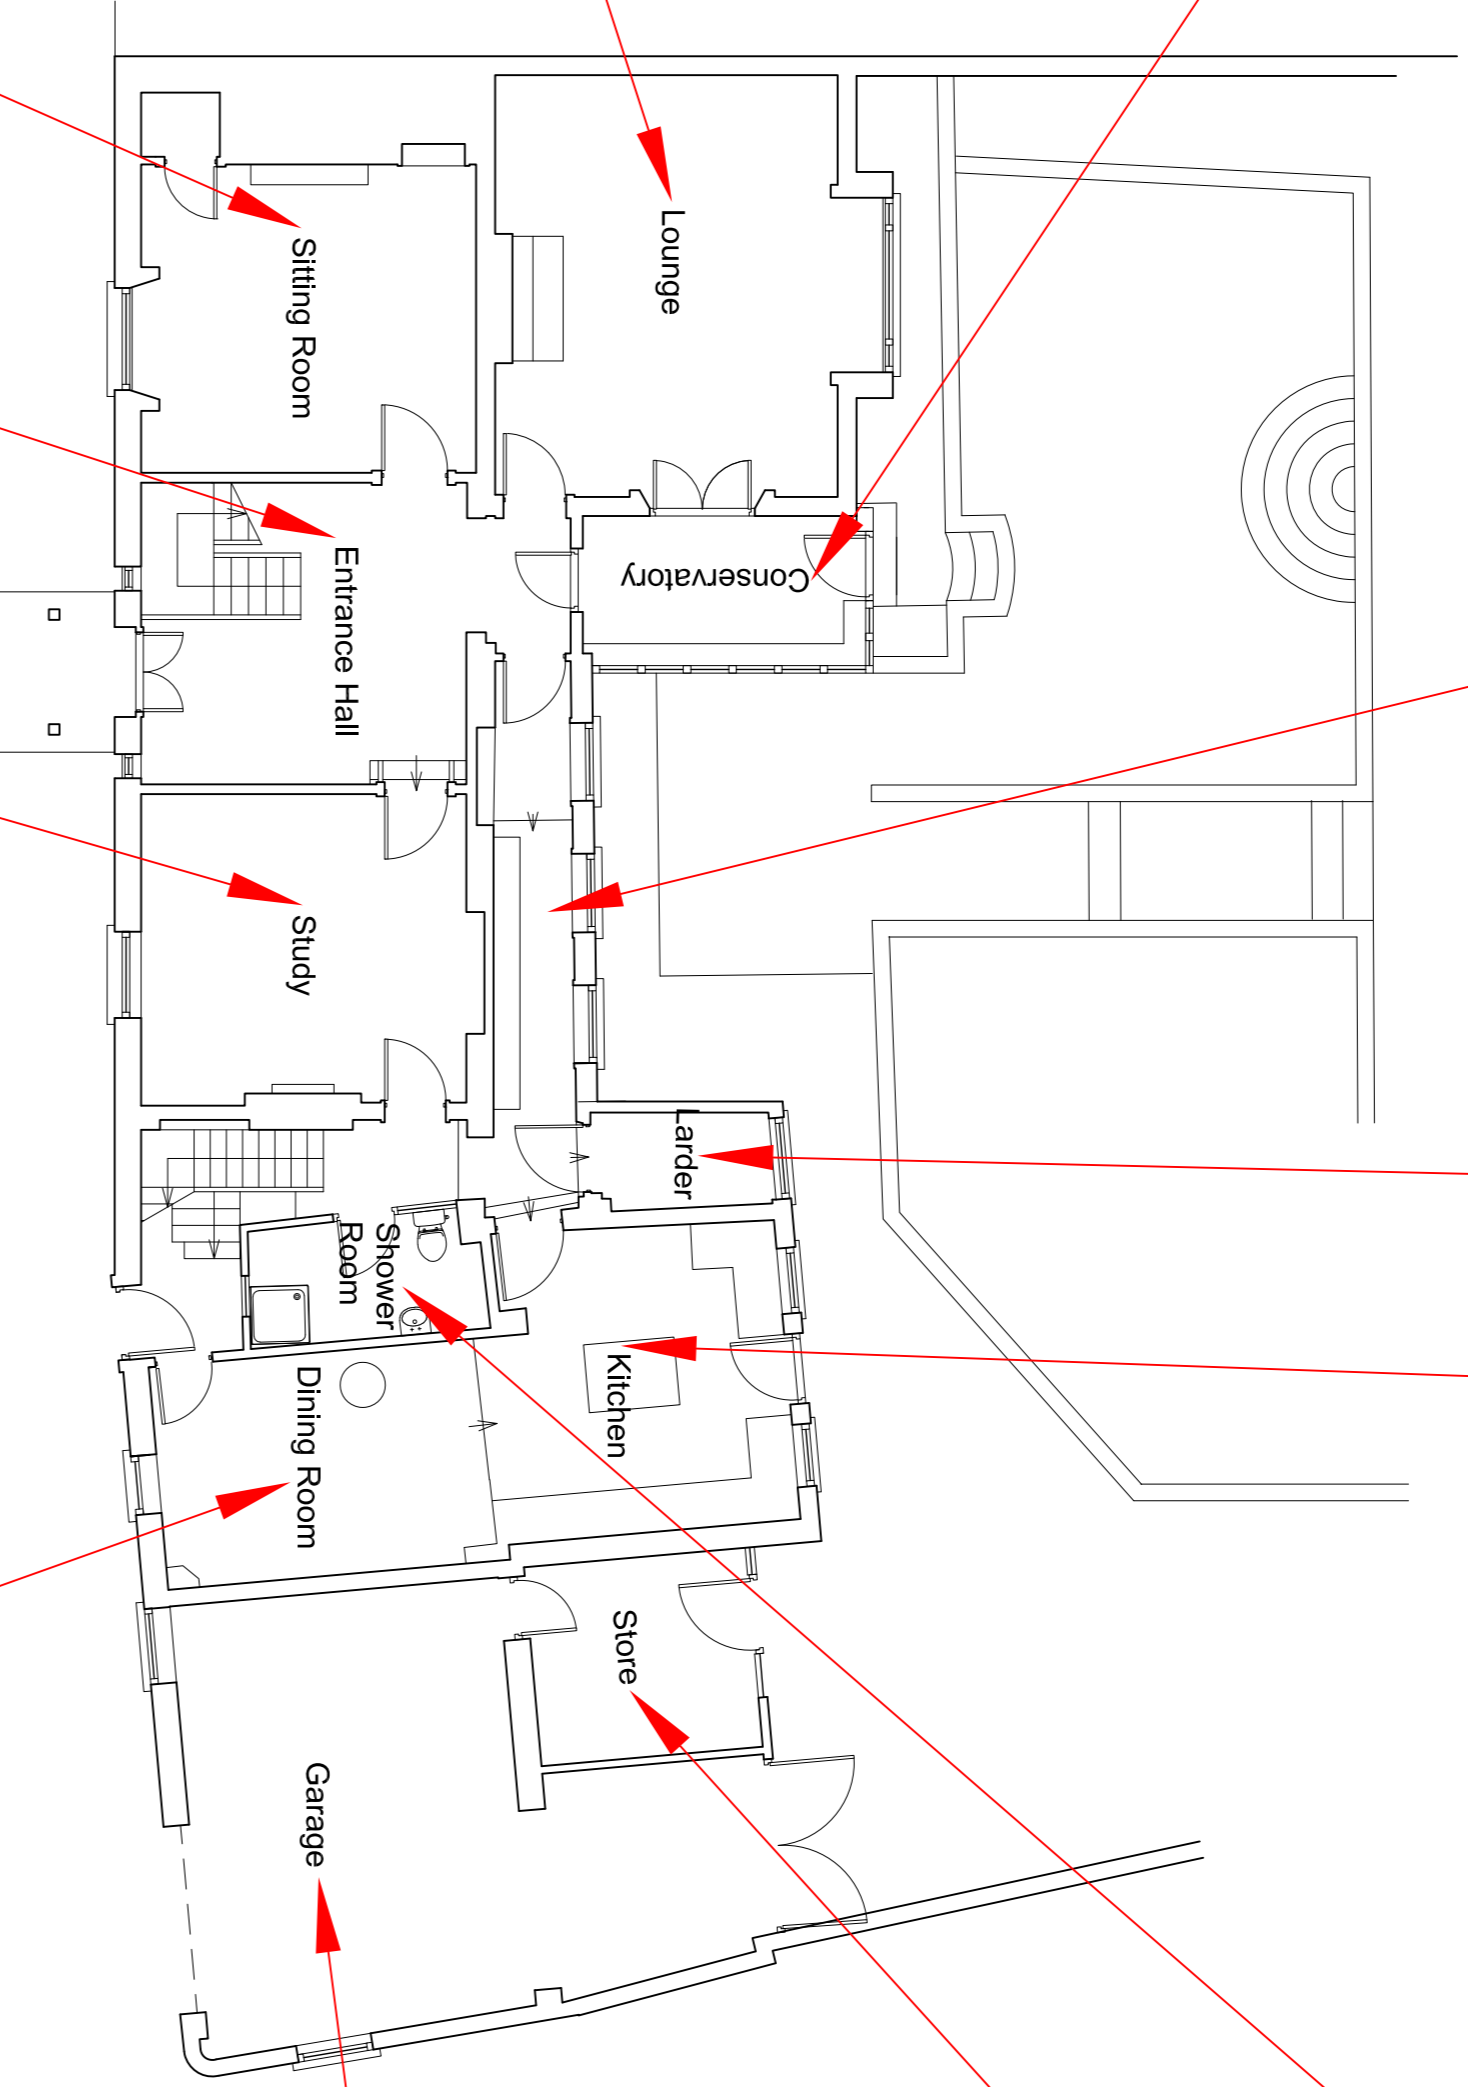 Lounge
Sitting Room
Conservatory
Entrance Hall
Study
Larder
Shower
Room
Kitchen
Dining Room
Store
Garage